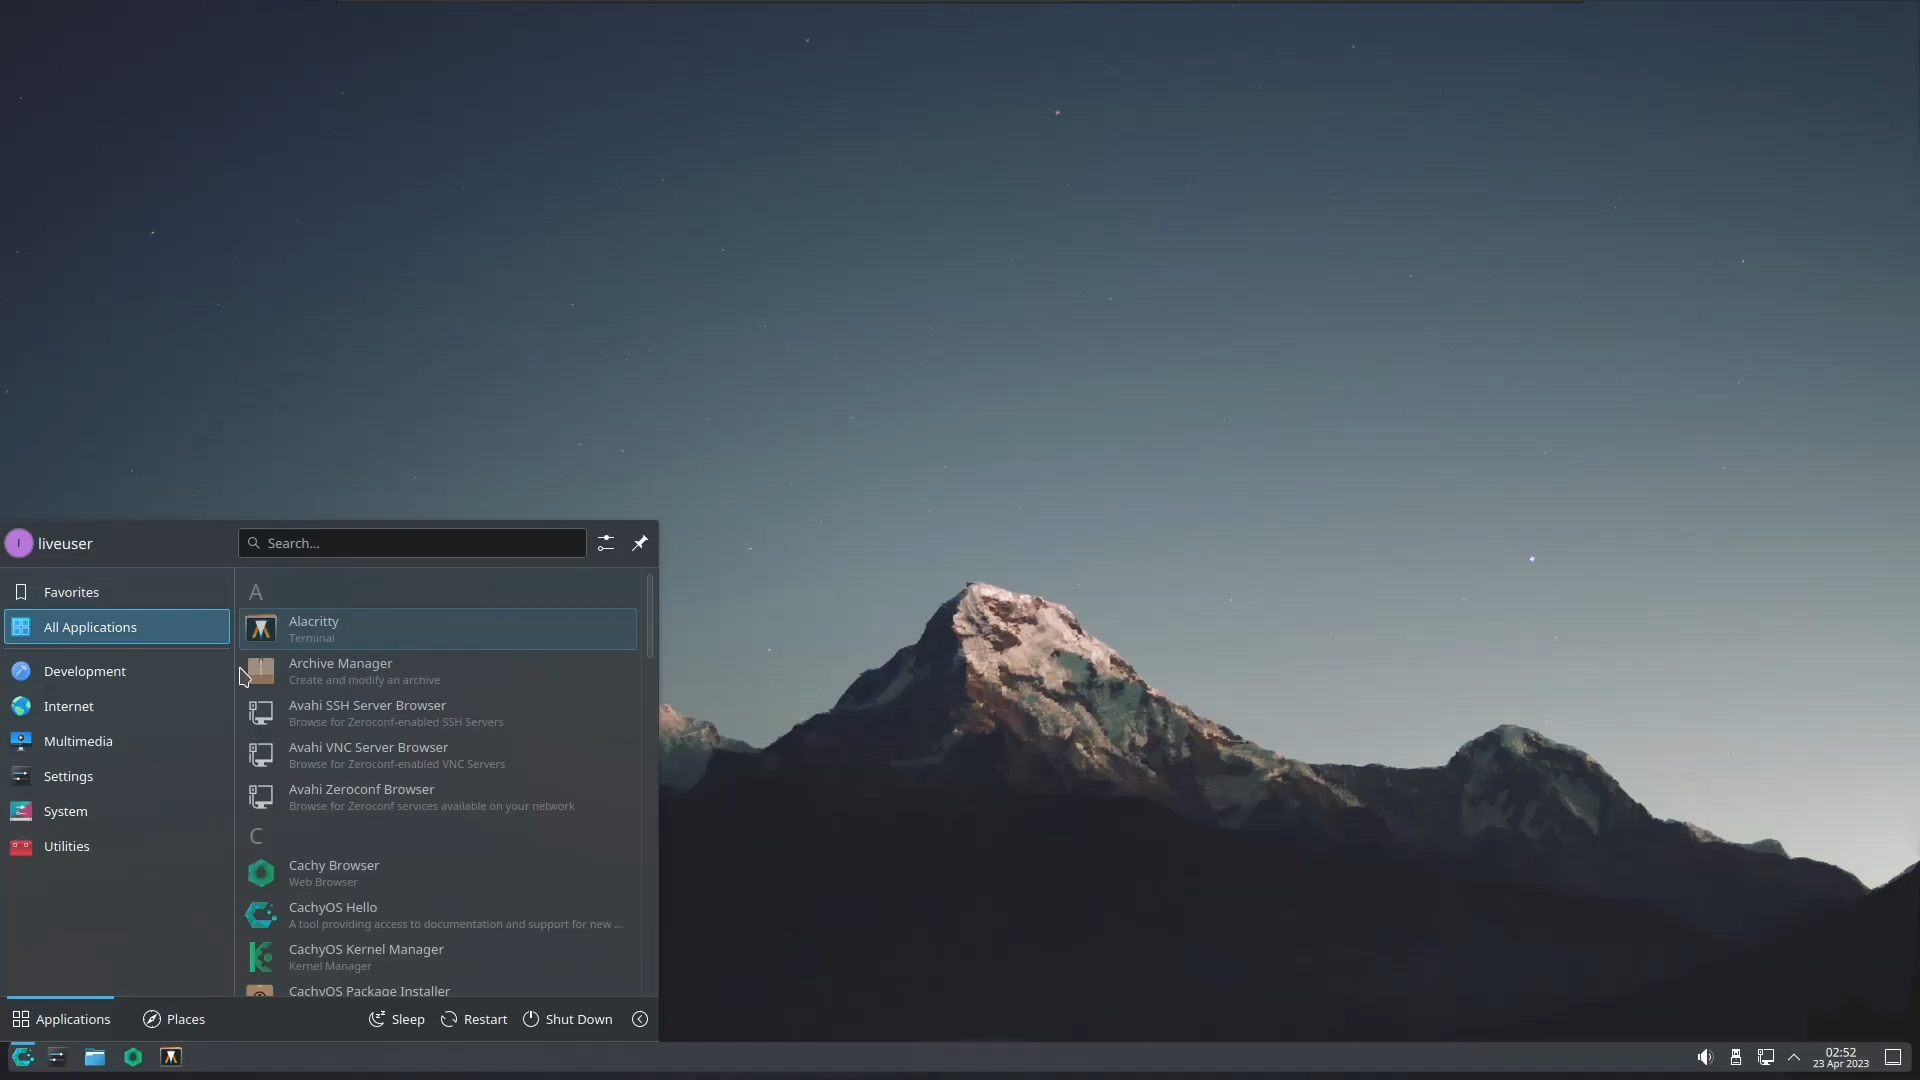 I
liveuser
Search...
Favorites
All Applications
Development
Internet
Multimedia
Settings
System
Utilities
A
Alacritty
Terminal
Archive Manager
Create and modify an archive
Avahi SSH Server Browser
Browse for Zeroconf-enabled SSH Servers
Avahi VNC Server Browser
Browse for Zeroconf-enabled VNC Servers
Avahi Zeroconf Browser
Browse for Zeroconf services available on your network
C
Cachy Browser
Web Browser
CachyOS Hello
A tool providing access to documentation and support for new ...
CachyOS Kernel Manager
Kernel Manager
CachyOS Package Installer
Applications
Places
Sleep
Restart
Shut Down
02:52
23 Apr 2023